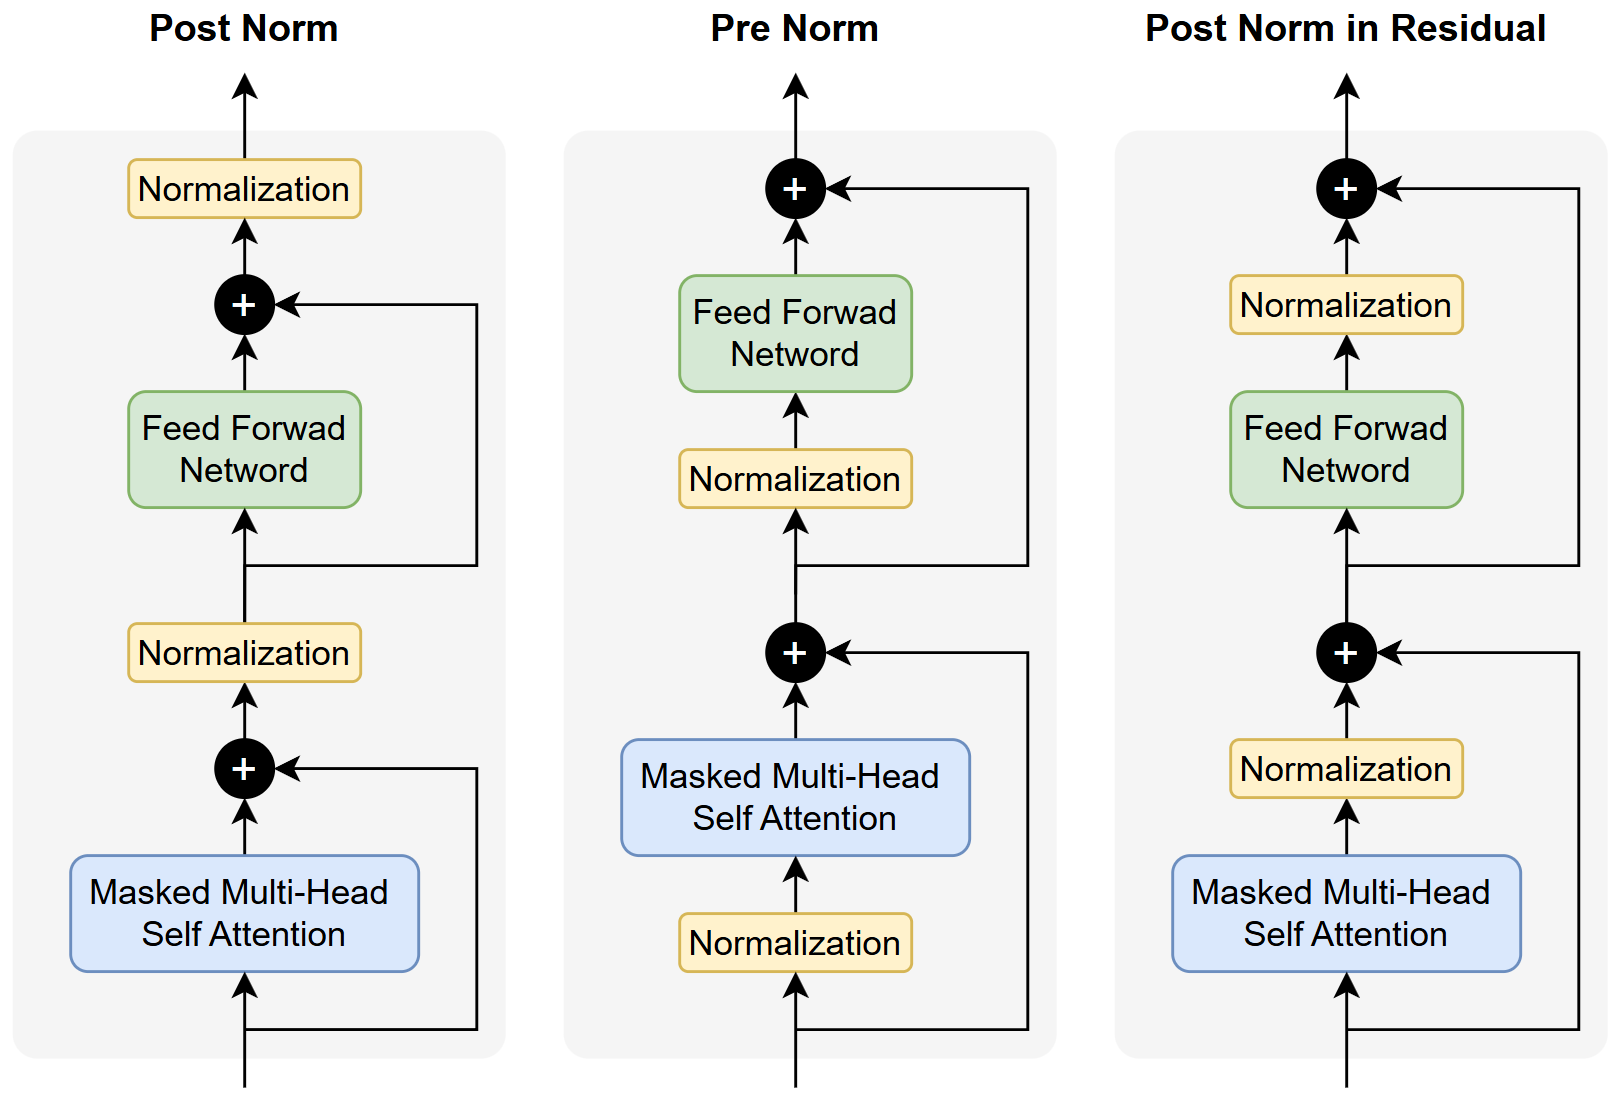 Post Norm
Normalization
+
Feed Forwad
Netword
Normalization
+
Masked Multi-Head
Self Attention
Pre Norm
+
Feed Forwad
Netword
Normalization
+
Masked Multi-Head
Self Attention
Normalization
Post Norm in Residual
+
Normalization
Feed Forwad
Netword
+
Normalization
Masked Multi-Head
Self Attention